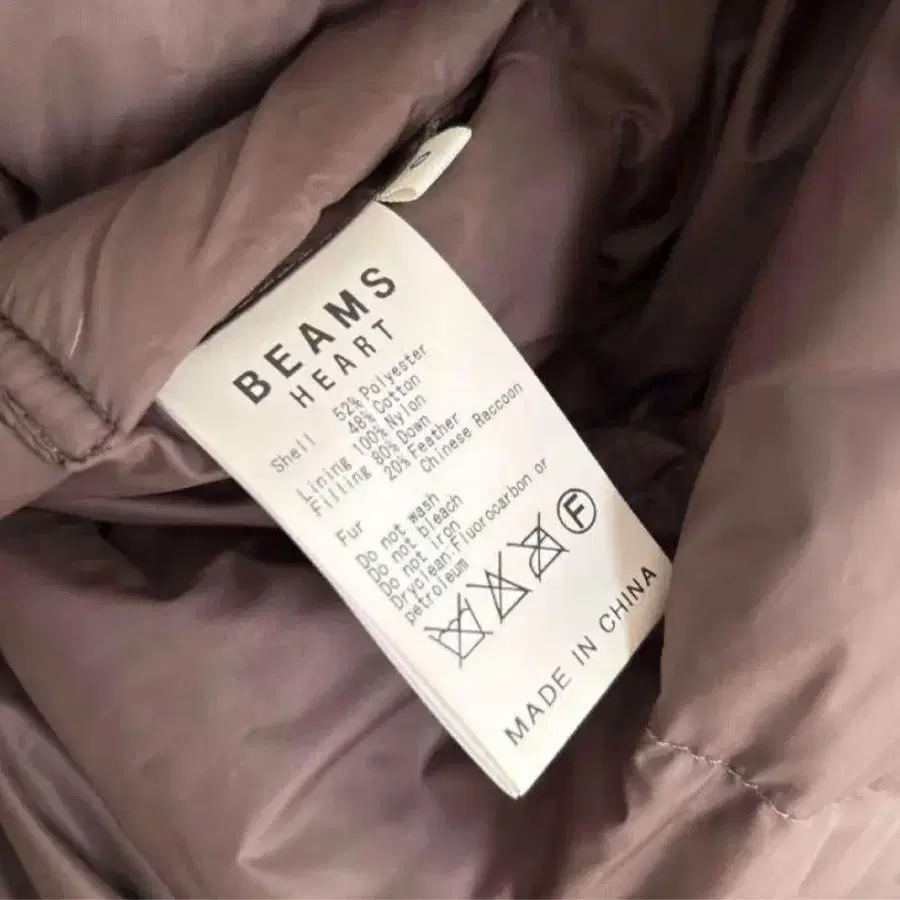 BEAMS
HEART
Shell 52% Polyester
48% Cotton
Lining 100% Nylon
Filling 80% Down
20% Feather
Fur Chinese Raccoon
Do not wash
Do not bleach
Do not iron
Dryclean.Fluorocarbon or
petroleum
F
MADE IN CHINA